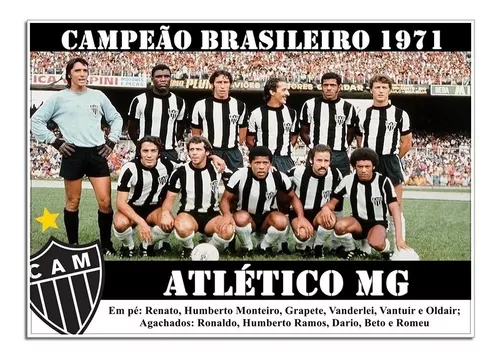 CAMPEÃO BRASILEIRO 1971
CAM
ATLÉTICO MG
Em pé: Renato, Humberto Monteiro, Grapete, Vanderlei, Vantuir e Oldair;
Agachados: Ronaldo, Humberto Ramos, Dario, Beto e Romeu